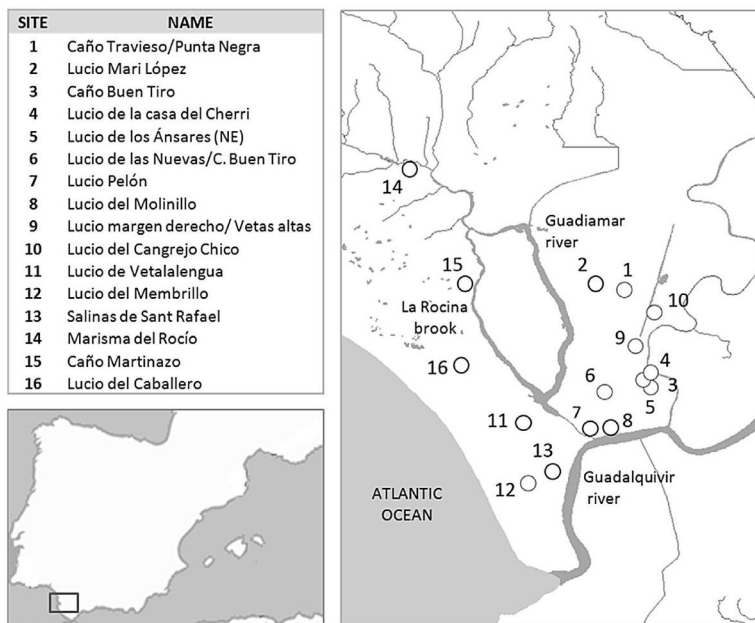 SITE NAME
1 Caño Travieso/Punta Negra
2 Lucio Mari López
3 Caño Buen Tiro
4 Lucio de la casa del Cherri
5 Lucio de los Ánsares (NE)
6 Lucio de las Nuevas/C. Buen Tiro
7 Lucio Pelón
8 Lucio del Molinillo
9 Lucio margen derecho/ Vetas altas
10 Lucio del Cangrejo Chico
11 Lucio de Vetalalengua
12 Lucio del Membrillo
13 Salinas de Sant Rafael
14 Marisma del Rocío
15 Caño Martinazo
16 Lucio del Caballero
14
Guadiamar
river
15
2
1
La Rocina
brook
10
9
16
4
3
6
5
11
7
8
13
12
Guadalquivir
river
ATLANTIC
OCEAN